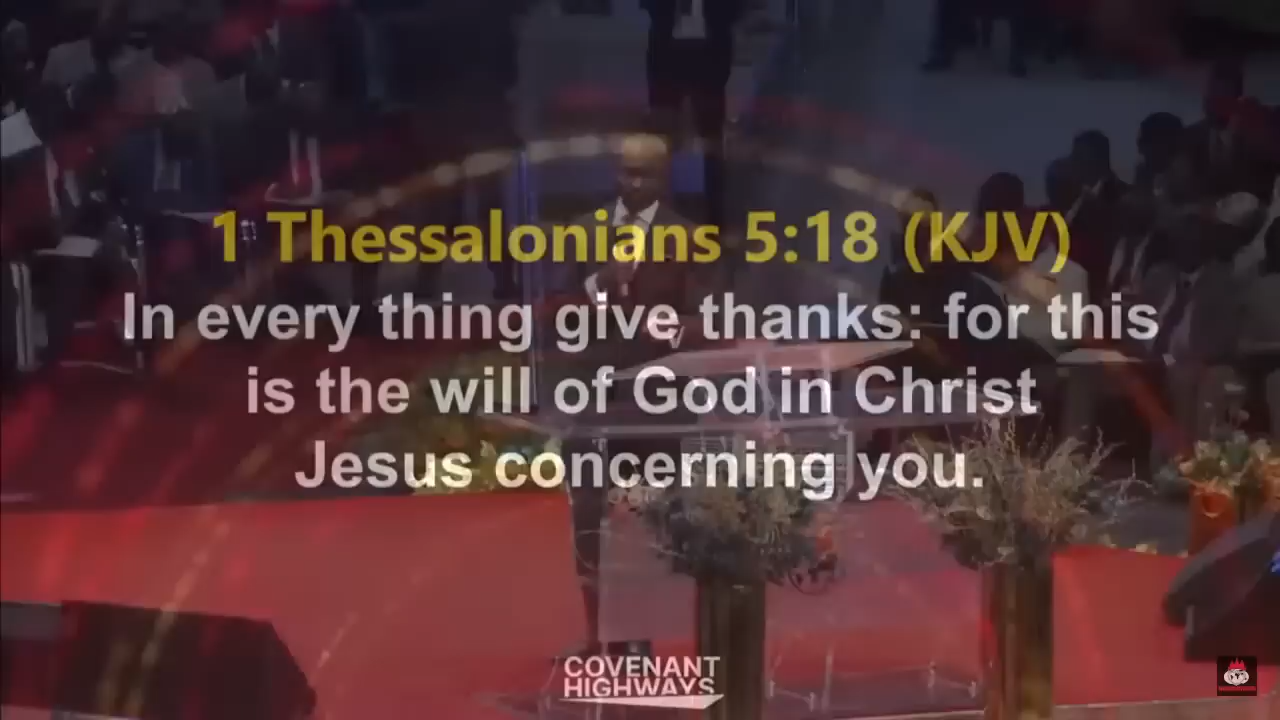 1 Thessalonians 5:18 (KJV)
In every thing give thanks: for this
is the will of God in Christ
Jesus concerning you.
COVENANT
HIGHWAYS